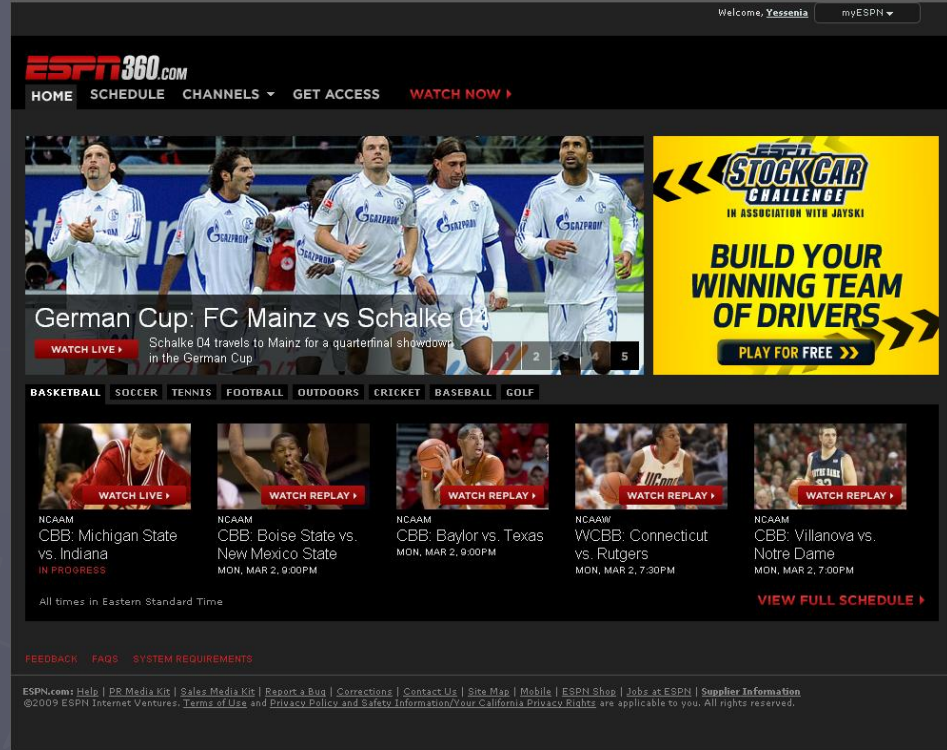 Welcome, Yessenia myESPN
ESPN360.COM
HOME SCHEDULE CHANNELS GET ACCESS WATCH NOW
GAZPROM GAZPROM GAZPROM GAZPROM GAZPROM
German Cup: FC Mainz vs Schalke 04
WATCH LIVE
Schalke 04 travels to Mainz for a quarterfinal showdown
in the German Cup
1 2 3 4 5
ESPN
STOCK CAR
CHALLENGE
IN ASSOCIATION WITH JAYSKI
BUILD YOUR
WINNING TEAM
OF DRIVERS
PLAY FOR FREE
BASKETBALL SOCCER TENNIS FOOTBALL OUTDOORS CRICKET BASEBALL GOLF
WATCH LIVE
NCAAM
CBB: Michigan State
vs. Indiana
IN PROGRESS
WATCH REPLAY
NCAAM
CBB: Boise State vs.
New Mexico State
MON, MAR 2, 9:00PM
WATCH REPLAY
NCAAM
CBB: Baylor vs. Texas
MON, MAR 2, 9:00PM
UCONN
WATCH REPLAY
NCAAW
WCBB: Connecticut
vs. Rutgers
MON, MAR 2, 7:30PM
NOTRE DAME
WATCH REPLAY
NCAAM
CBB: Villanova vs.
Notre Dame
MON, MAR 2, 7:00PM
All times in Eastern Standard Time
VIEW FULL SCHEDULE
FEEDBACK FAQS SYSTEM REQUIREMENTS
ESPN.com: Help | PR Media Kit | Sales Media Kit | Report a Bug | Corrections | Contact Us | Site Map | Mobile | ESPN Shop | Jobs at ESPN | Supplier Information
©2009 ESPN Internet Ventures. Terms of Use and Privacy Policy and Safety Information/Your California Privacy Rights are applicable to you. All rights reserved.